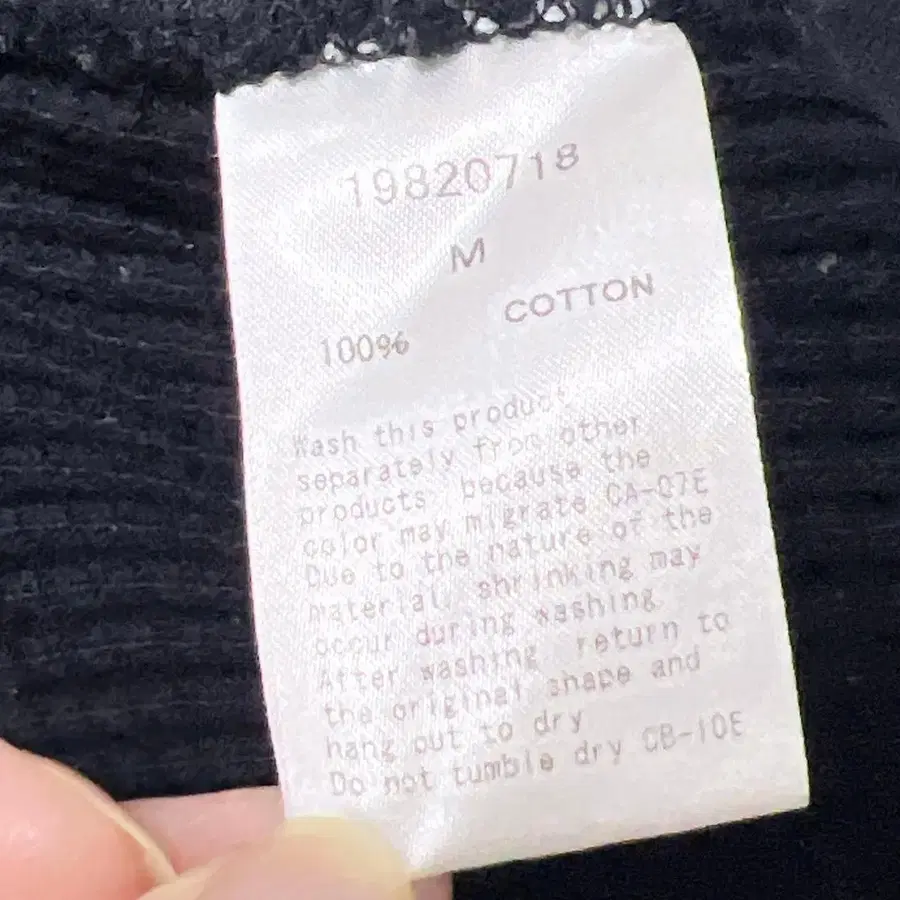 19820718
M
COTTON
100%
Wash this product
separately from other
products because the
color may migrate CA-07E
Due to the nature of the
material, shrinking may
occur during washing
After washing return to
the original shape and
hang out to dry
Do not tumble dry CB-10E